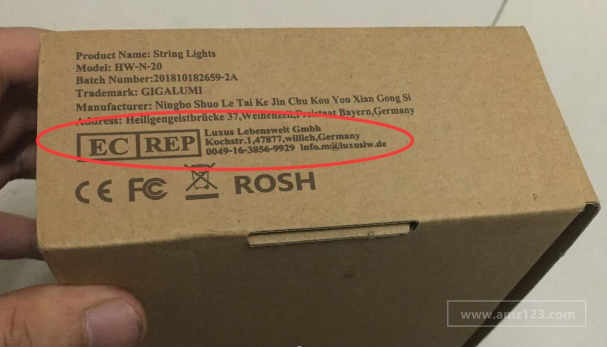 Product Name: String Lights
Model: HW-N-20
Batch Number:201810182659-2A
Trademark: GIGALUMI
Manufacturer: Ningbo Shuo Le Tai Ke Jin Chu Kou You Xian Gong Si
Address: Heiligengeistbrücke 37,Weihenzell,Freistaat Bayern,Germany
EC REP
Luxus Lebenswelt Gmbh
Kochstr.1,47877,willich,Germany
0049-16-3856-9929 info.m@luxuslw.de
CE FC ROSH
www.amz123.com